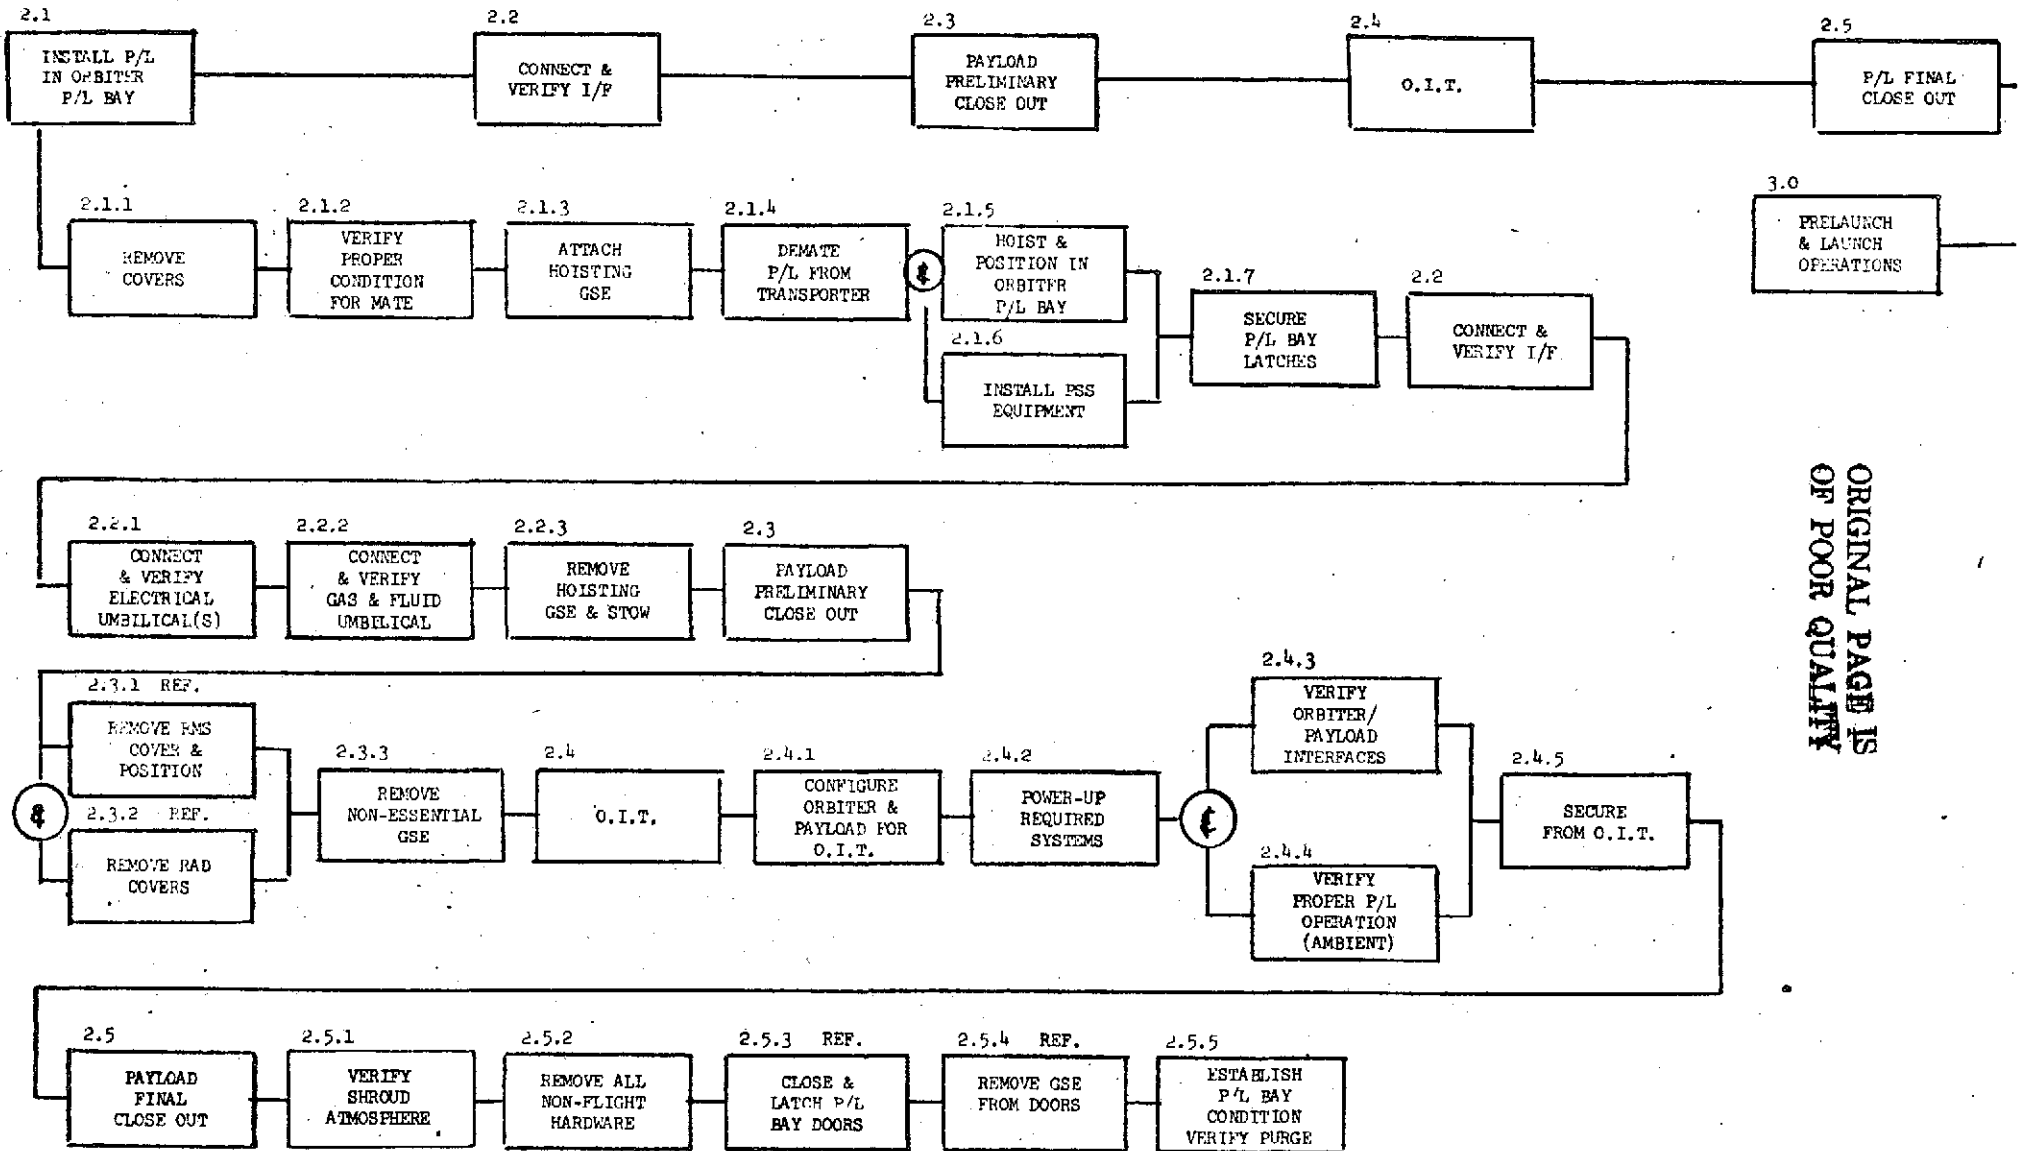 2.1
INSTALL P/L
IN ORBITER
P/L BAY
2.2
CONNECT &
VERIFY I/F
2.3
PAYLOAD
PRELIMINARY
CLOSE OUT
2.4
O.I.T.
2.5
P/L FINAL
CLOSE OUT
3.0
PRELAUNCH
& LAUNCH
OPERATIONS
2.1.1
REMOVE
COVERS
2.1.2
VERIFY
PROPER
CONDITION
FOR MATE
2.1.3
ATTACH
HOISTING
GSE
2.1.4
DEMATE
P/L FROM
TRANSPORTER
2.1.5
HOIST &
POSITION IN
ORBITER
P/L BAY
2.1.6
INSTALL PSS
EQUIPMENT
2.1.7
SECURE
P/L BAY
LATCHES
2.2
CONNECT &
VERIFY I/F
2.2.1
CONNECT
& VERIFY
ELECTRICAL
UMBILICAL(S)
2.2.2
CONNECT
& VERIFY
GAS & FLUID
UMBILICAL
2.2.3
REMOVE
HOISTING
GSE & STOW
2.3
PAYLOAD
PRELIMINARY
CLOSE OUT
ORIGINAL PAGE IS
OF POOR QUALITY
2.3.1 REF.
REMOVE RMS
COVER &
POSITION
&
2.3.2 REF.
REMOVE RAD
COVERS
2.3.3
REMOVE
NON-ESSENTIAL
GSE
2.4
O.I.T.
2.4.1
CONFIGURE
ORBITER &
PAYLOAD FOR
O.I.T.
2.4.2
POWER-UP
REQUIRED
SYSTEMS
2.4.3
VERIFY
ORBITER/
PAYLOAD
INTERFACES
2.4.4
VERIFY
PROPER P/L
OPERATION
(AMBIENT)
2.4.5
SECURE
FROM O.I.T.
2.5
PAYLOAD
FINAL
CLOSE OUT
2.5.1
VERIFY
SHROUD
ATMOSPHERE
2.5.2
REMOVE ALL
NON-FLIGHT
HARDWARE
2.5.3 REF.
CLOSE &
LATCH P/L
BAY DOORS
2.5.4 REF.
REMOVE GSE
FROM DOORS
2.5.5
ESTABLISH
P/L BAY
CONDITION
VERIFY PURGE